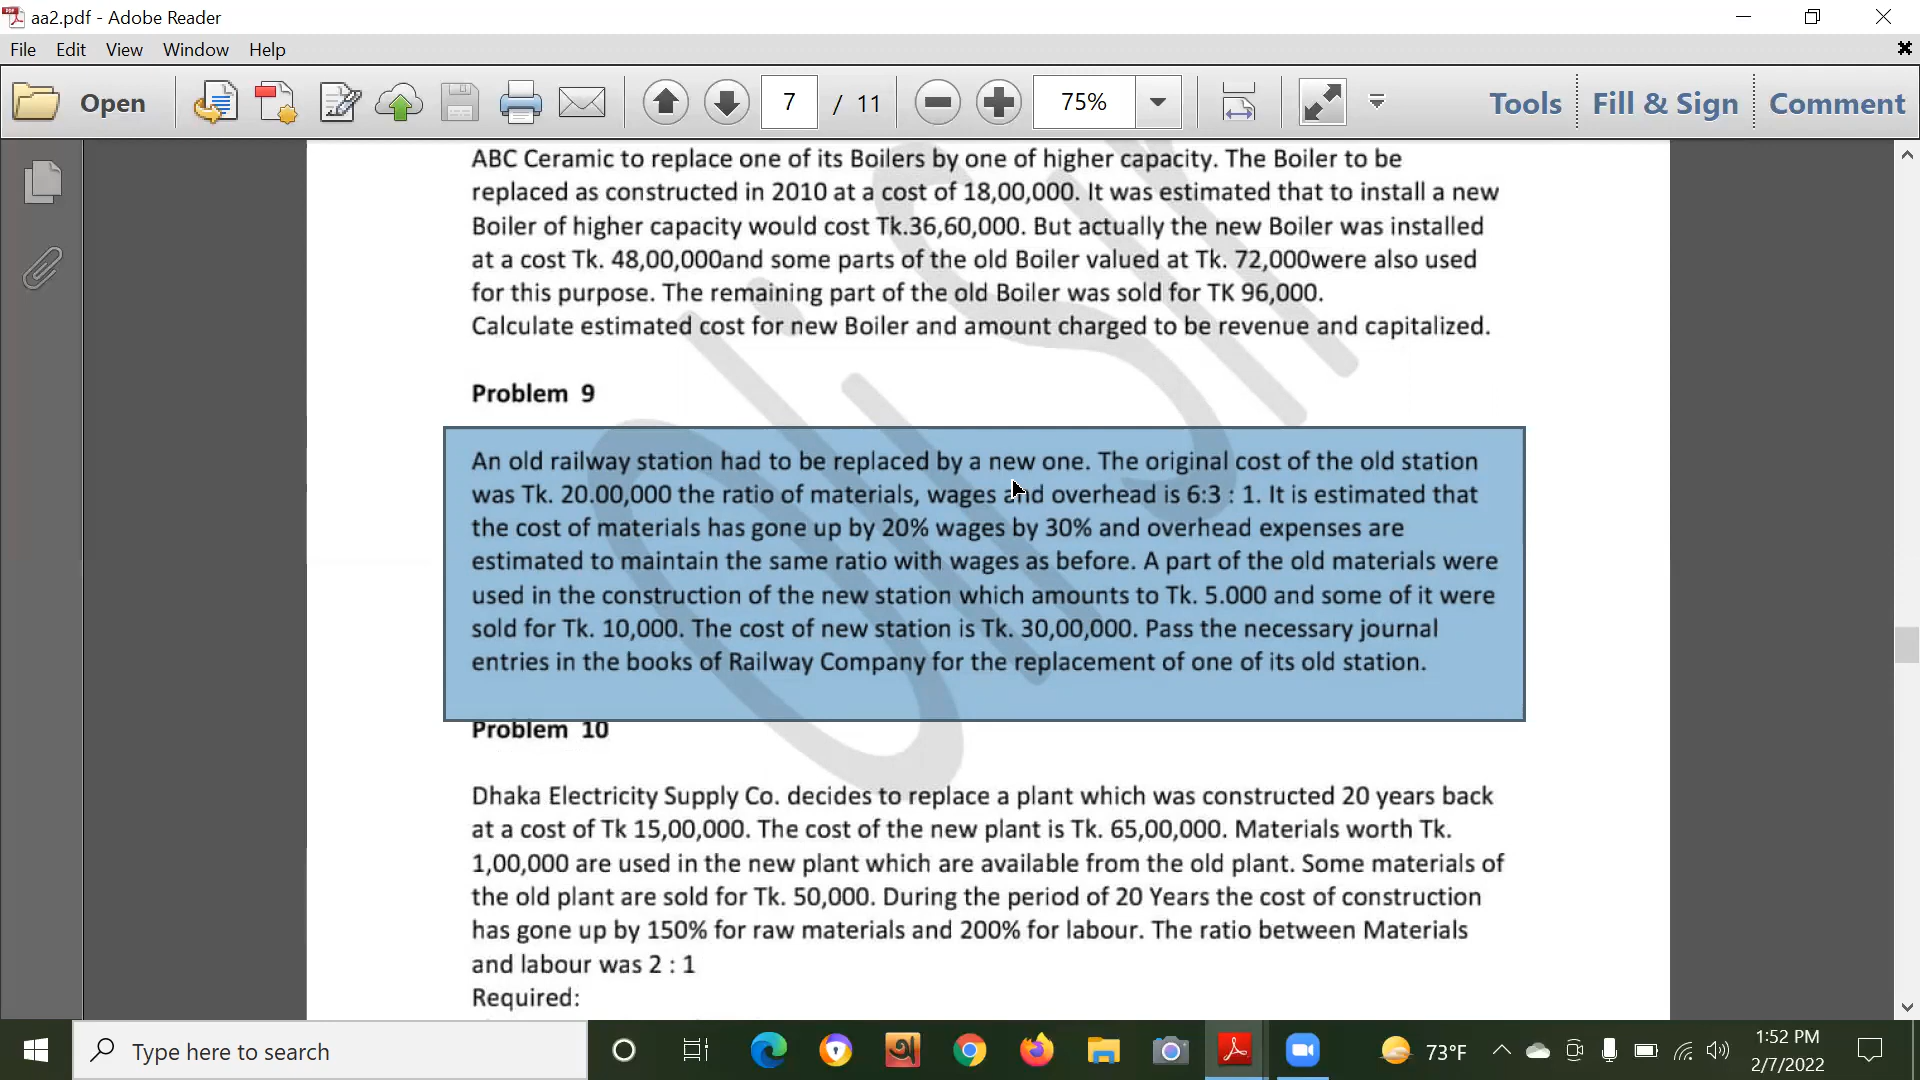 aa2.pdf - Adobe Reader
File Edit View Window Help
Open 7 / 11 75% Tools Fill & Sign Comment
ABC Ceramic to replace one of its Boilers by one of higher capacity. The Boiler to be
replaced as constructed in 2010 at a cost of 18,00,000. It was estimated that to install a new
Boiler of higher capacity would cost Tk.36,60,000. But actually the new Boiler was installed
at a cost Tk. 48,00,000and some parts of the old Boiler valued at Tk. 72,000were also used
for this purpose. The remaining part of the old Boiler was sold for TK 96,000.
Calculate estimated cost for new Boiler and amount charged to be revenue and capitalized.
Problem 9
An old railway station had to be replaced by a new one. The original cost of the old station
was Tk. 20.00,000 the ratio of materials, wages and overhead is 6:3 : 1. It is estimated that
the cost of materials has gone up by 20% wages by 30% and overhead expenses are
estimated to maintain the same ratio with wages as before. A part of the old materials were
used in the construction of the new station which amounts to Tk. 5.000 and some of it were
sold for Tk. 10,000. The cost of new station is Tk. 30,00,000. Pass the necessary journal
entries in the books of Railway Company for the replacement of one of its old station.
Problem 10
Dhaka Electricity Supply Co. decides to replace a plant which was constructed 20 years back
at a cost of Tk 15,00,000. The cost of the new plant is Tk. 65,00,000. Materials worth Tk.
1,00,000 are used in the new plant which are available from the old plant. Some materials of
the old plant are sold for Tk. 50,000. During the period of 20 Years the cost of construction
has gone up by 150% for raw materials and 200% for labour. The ratio between Materials
and labour was 2 : 1
Required:
Type here to search
73°F
1:52 PM
2/7/2022